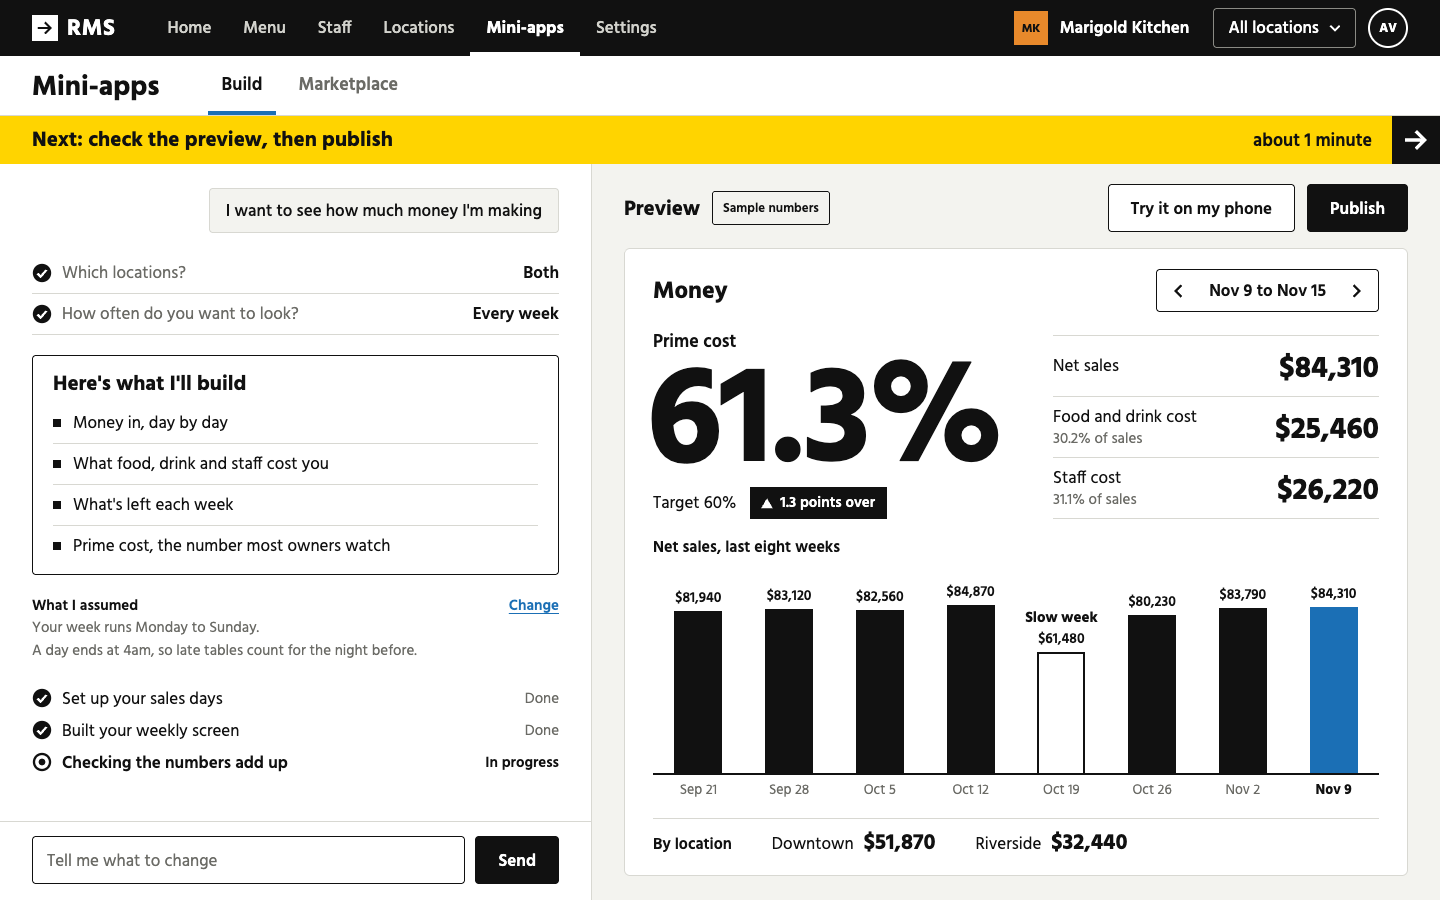 RMS
Home
Menu
Staff
Locations
Mini-apps
Settings
MK
Marigold Kitchen
All locations
AV
Mini-apps
Build
Marketplace
Next: check the preview, then publish
about 1 minute
I want to see how much money I'm making
Which locations?
Both
How often do you want to look?
Every week
Here's what I'll build
Money in, day by day
What food, drink and staff cost you
What's left each week
Prime cost, the number most owners watch
What I assumed
Change
Your week runs Monday to Sunday.
A day ends at 4am, so late tables count for the night before.
Set up your sales days
Done
Built your weekly screen
Done
Checking the numbers add up
In progress
Tell me what to change
Send
Preview
Sample numbers
Try it on my phone
Publish
Money
Nov 9 to Nov 15
Prime cost
61.3%
Target 60%
1.3 points over
Net sales
$84,310
Food and drink cost
30.2% of sales
$25,460
Staff cost
31.1% of sales
$26,220
Net sales, last eight weeks
$81,940
$83,120
$82,560
$84,870
Slow week
$61,480
$80,230
$83,790
$84,310
Sep 21
Sep 28
Oct 5
Oct 12
Oct 19
Oct 26
Nov 2
Nov 9
By location
Downtown $51,870
Riverside $32,440